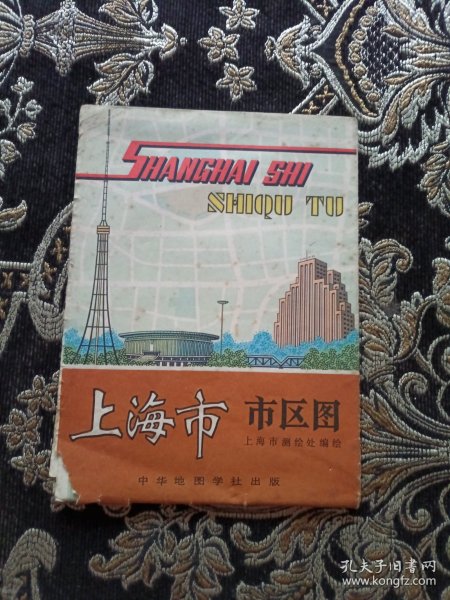 SHANGHAI SHI
SHIQU TU
上海市 市区图
上海市测绘处编绘
中华地图学社出版
孔夫子旧书网
www.kongfz.com